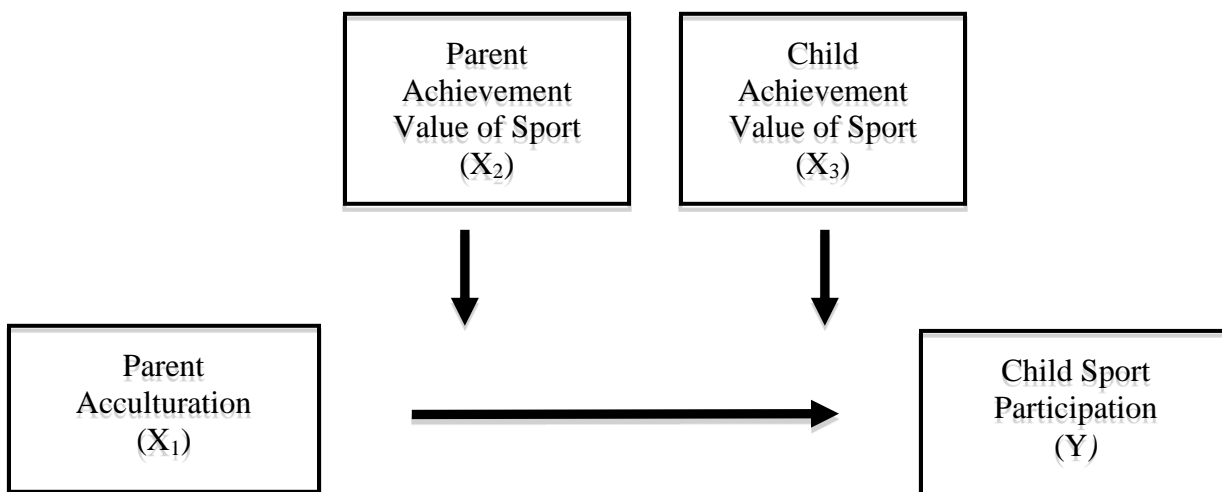 Parent
Achievement
Value of Sport
(X₂)
Child
Achievement
Value of Sport
(X₃)
Parent
Acculturation
(X₁)
Child Sport
Participation
(Y)